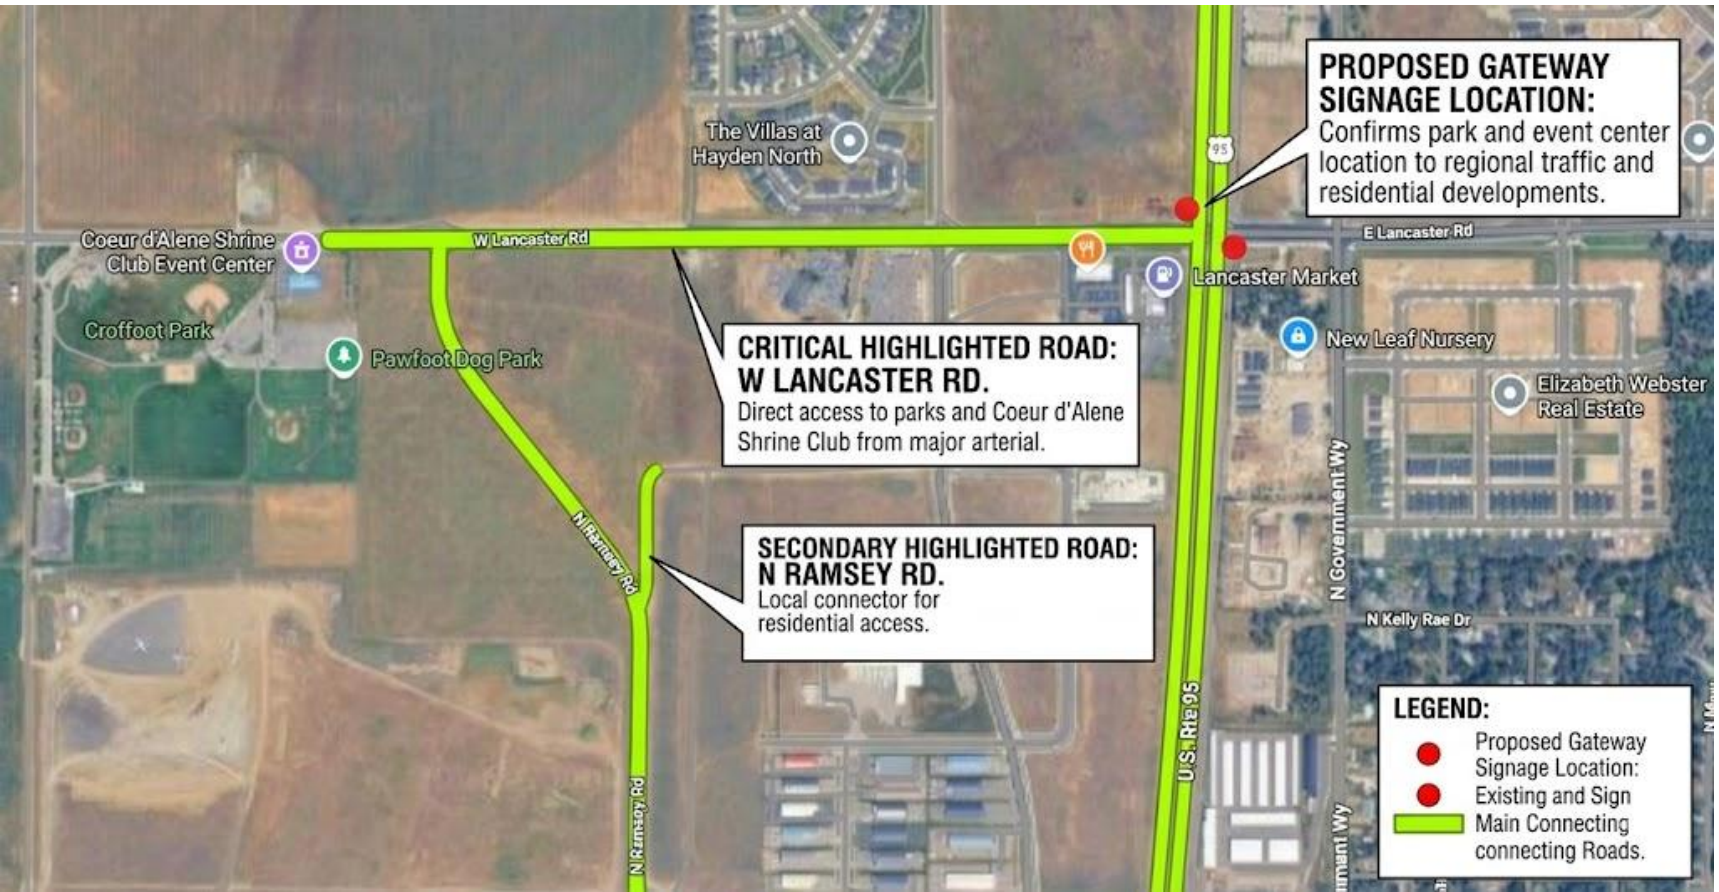 The Villas at
Hayden North
95
PROPOSED GATEWAY
SIGNAGE LOCATION:
Confirms park and event center
location to regional traffic and
residential developments.
Coeur d'Alene Shrine
Club Event Center
W Lancaster Rd
E Lancaster Rd
Lancaster Market
Croffoot Park
Pawfoot Dog Park
CRITICAL HIGHLIGHTED ROAD:
W LANCASTER RD.
Direct access to parks and Coeur d'Alene
Shrine Club from major arterial.
New Leaf Nursery
Elizabeth Webster
Real Estate
N Government Wy
N Ramsey Rd
SECONDARY HIGHLIGHTED ROAD:
N RAMSEY RD.
Local connector for
residential access.
N Kelly Rae Dr
U.S. Rte 95
N Ramsoy Rd
LEGEND:
Proposed Gateway
Signage Location:
Existing and Sign
Main Connecting
connecting Roads.